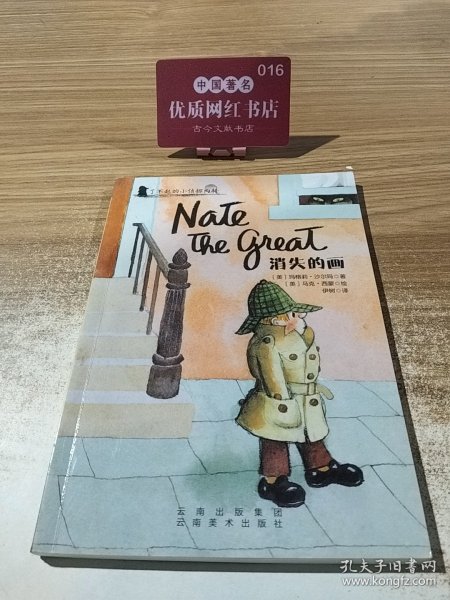 016
中国著名
优质网红书店
古今文献书店
了不起的小侦探内特
Nate
the Great
消失的画
（美）玛格莉·沙尔玛◎著
（美）马克·西蒙◎绘
伊树◎译
云南出版集团
云南美术出版社
孔夫子旧书网
www.kongfz.com